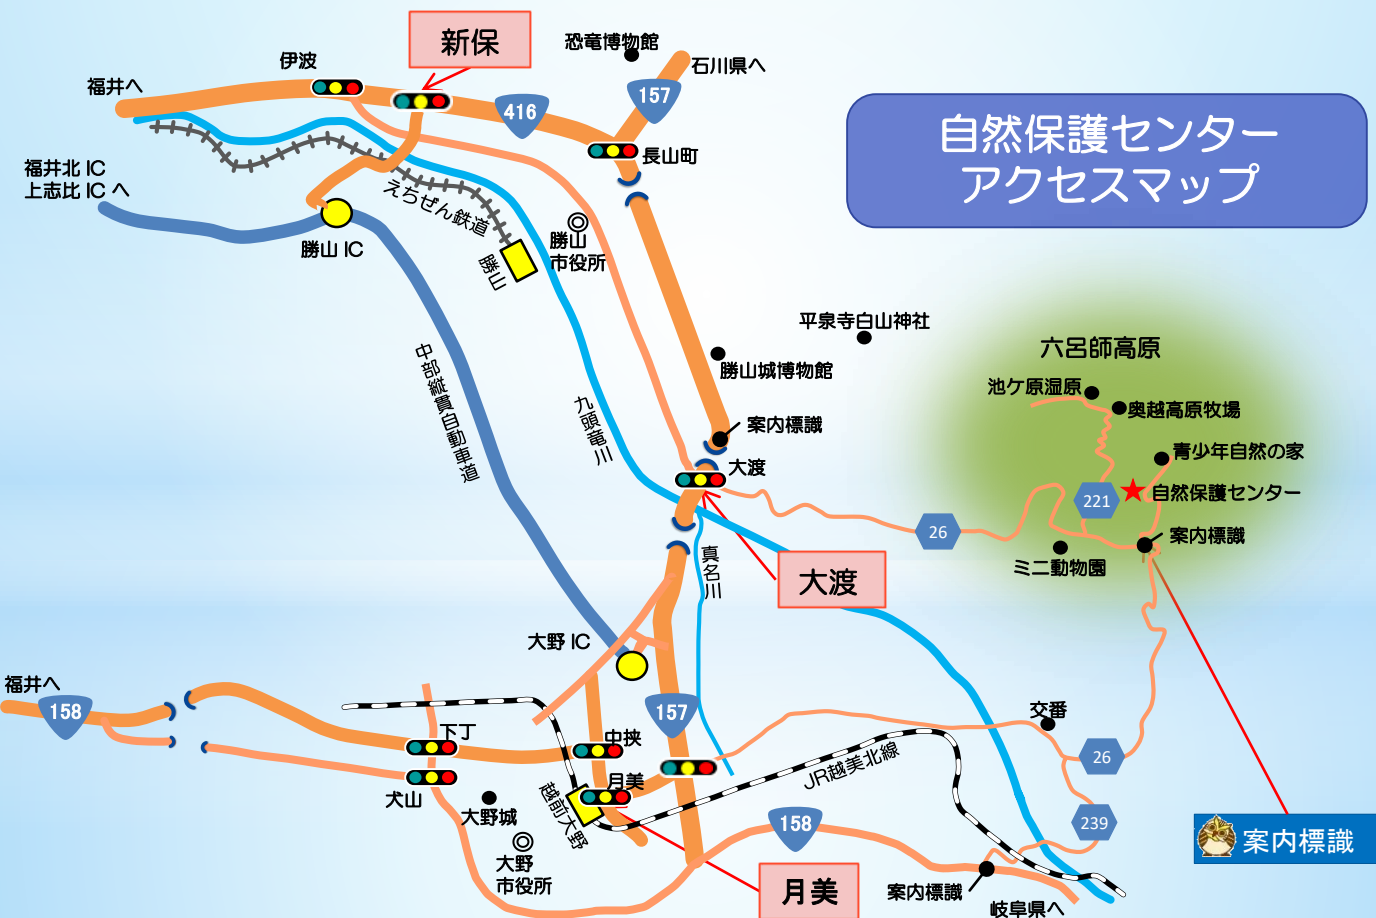 新保
恐竜博物館
伊波
石川県へ
福井へ
157
416
自然保護センター
アクセスマップ
長山町
福井北 IC
上志比 IC へ
えちぜん鉄道
勝山 IC
勝山
勝山
市役所
平泉寺白山神社
六呂師高原
中部縦貫自動車道
勝山城博物館
池ケ原湿原
奥越高原牧場
九頭竜川
案内標識
青少年自然の家
大渡
221
自然保護センター
26
案内標識
真名川
大渡
ミニ動物園
大野 IC
福井へ
158
157
交番
下丁
中挟
JR越美北線
26
月美
犬山
越前大野
大野城
158
239
案内標識
大野
市役所
月美
案内標識
岐阜県へ